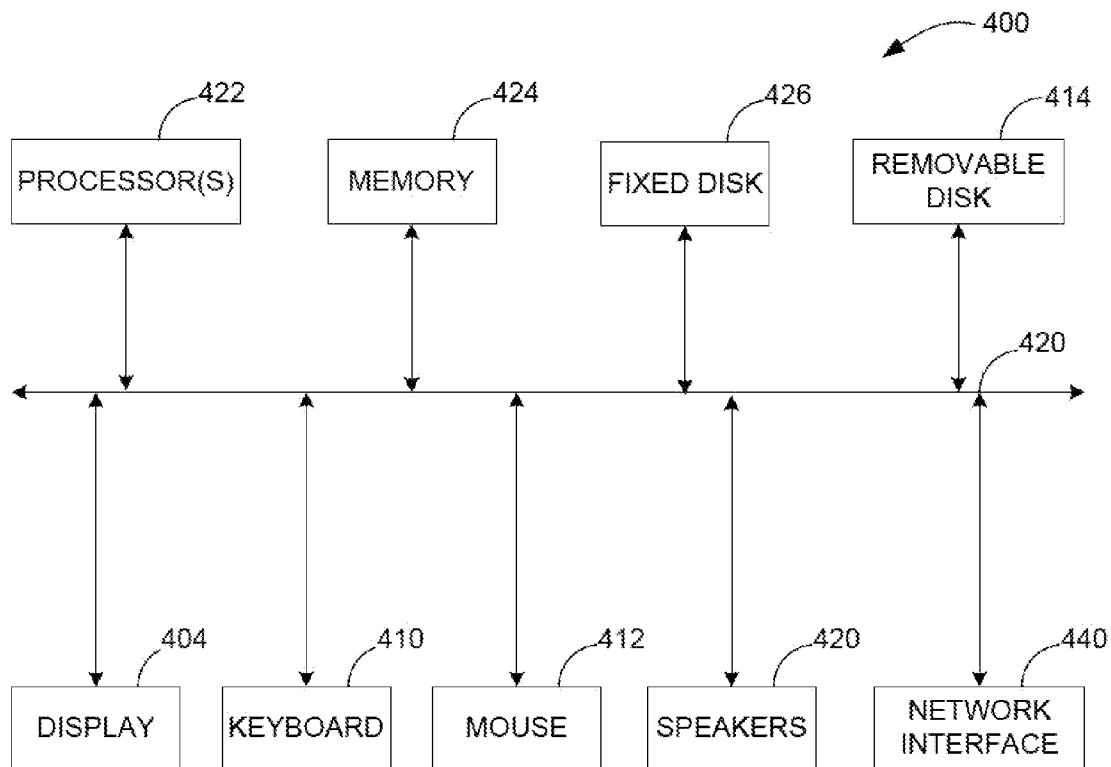 400
422
424
426
414
PROCESSOR(S)
MEMORY
FIXED DISK
REMOVABLE
DISK
420
404
410
412
420
440
DISPLAY
KEYBOARD
MOUSE
SPEAKERS
NETWORK
INTERFACE